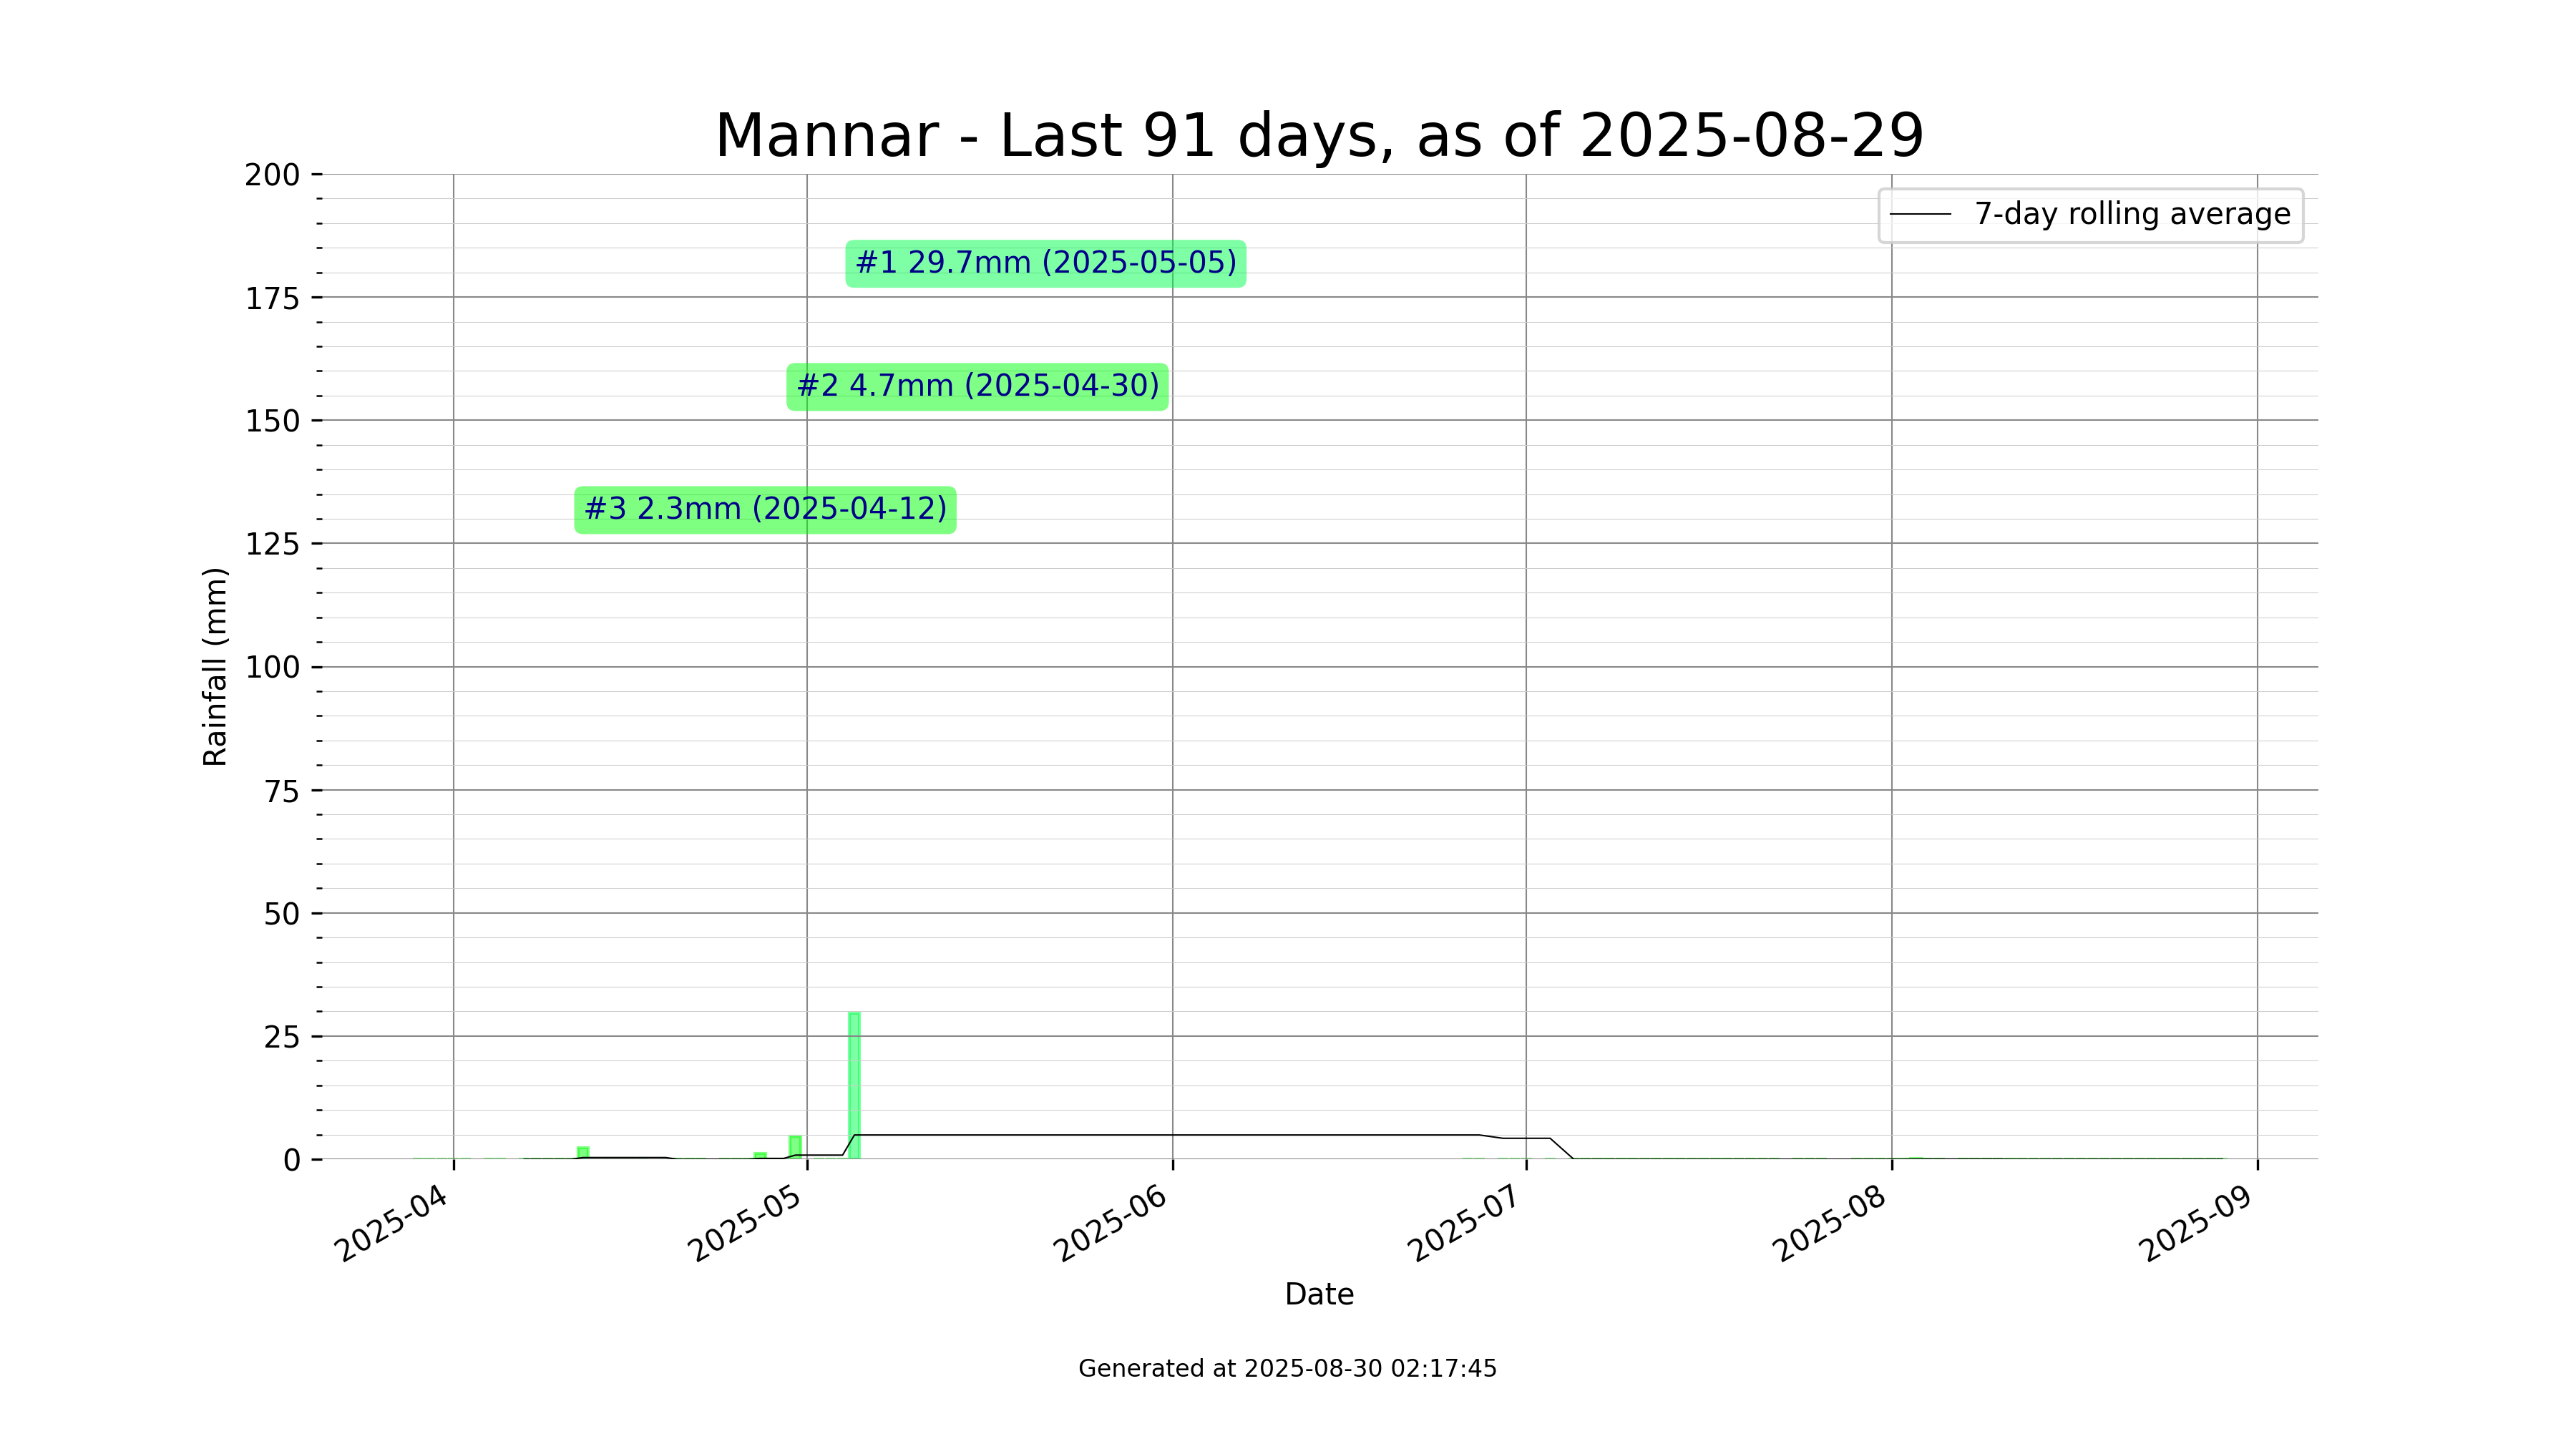 Mannar - Last 91 days, as of 2025-08-29
7-day rolling average
#1 29.7mm (2025-05-05)
#2 4.7mm (2025-04-30)
#3 2.3mm (2025-04-12)
Rainfall (mm)
200
175
150
125
100
75
50
25
0
2025-04
2025-05
2025-06
2025-07
2025-08
2025-09
Date
Generated at 2025-08-30 02:17:45